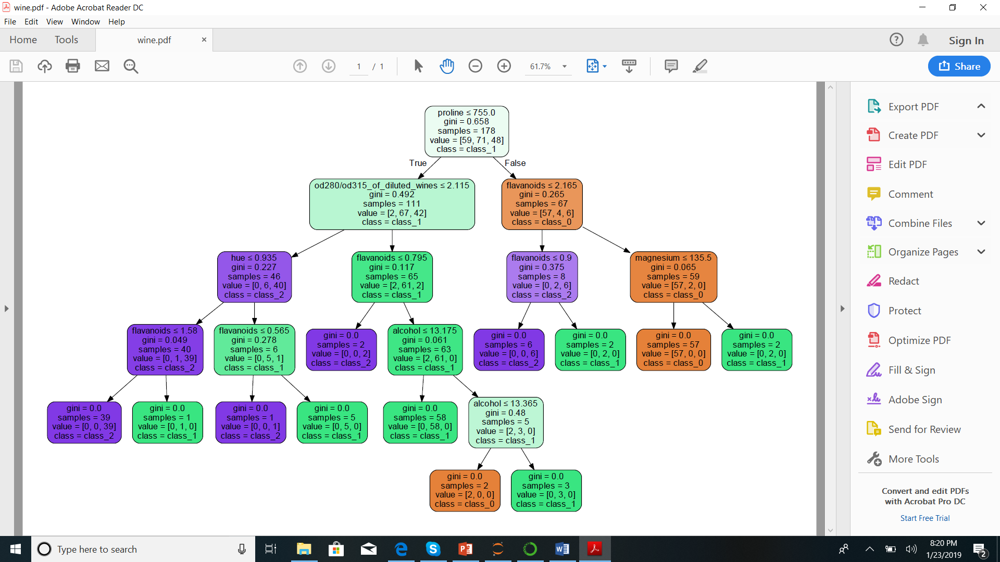 wine.pdf - Adobe Acrobat Reader DC
File Edit View Window Help
Home Tools wine.pdf × ? Sign In
1 / 1 61.7% Share
proline ≤ 755.0
gini = 0.658
samples = 178
value = [59, 71, 48]
class = class_1
True False
od280/od315_of_diluted_wines ≤ 2.115
gini = 0.492
samples = 111
value = [2, 67, 42]
class = class_1
flavanoids ≤ 2.165
gini = 0.265
samples = 67
value = [57, 4, 6]
class = class_0
hue ≤ 0.935
gini = 0.227
samples = 46
value = [0, 6, 40]
class = class_2
flavanoids ≤ 0.795
gini = 0.117
samples = 65
value = [2, 61, 2]
class = class_1
flavanoids ≤ 0.9
gini = 0.375
samples = 8
value = [0, 2, 6]
class = class_2
magnesium ≤ 135.5
gini = 0.065
samples = 59
value = [57, 2, 0]
class = class_0
flavanoids ≤ 1.58
gini = 0.049
samples = 40
value = [0, 1, 39]
class = class_2
flavanoids ≤ 0.565
gini = 0.278
samples = 6
value = [0, 5, 1]
class = class_1
gini = 0.0
samples = 2
value = [0, 0, 2]
class = class_2
alcohol ≤ 13.175
gini = 0.061
samples = 63
value = [2, 61, 0]
class = class_1
gini = 0.0
samples = 6
value = [0, 0, 6]
class = class_2
gini = 0.0
samples = 2
value = [0, 2, 0]
class = class_1
gini = 0.0
samples = 57
value = [57, 0, 0]
class = class_0
gini = 0.0
samples = 2
value = [0, 2, 0]
class = class_1
gini = 0.0
samples = 39
value = [0, 0, 39]
class = class_2
gini = 0.0
samples = 1
value = [0, 1, 0]
class = class_1
gini = 0.0
samples = 1
value = [0, 0, 1]
class = class_2
gini = 0.0
samples = 5
value = [0, 5, 0]
class = class_1
gini = 0.0
samples = 58
value = [0, 58, 0]
class = class_1
alcohol ≤ 13.365
gini = 0.48
samples = 5
value = [2, 3, 0]
class = class_1
gini = 0.0
samples = 2
value = [2, 0, 0]
class = class_0
gini = 0.0
samples = 3
value = [0, 3, 0]
class = class_1
Export PDF
Create PDF
Edit PDF
Comment
Combine Files
Organize Pages
Redact
Protect
Optimize PDF
Fill & Sign
Adobe Sign
Send for Review
More Tools
Convert and edit PDFs
with Acrobat Pro DC
Start Free Trial
Type here to search
8:20 PM
1/23/2019
2